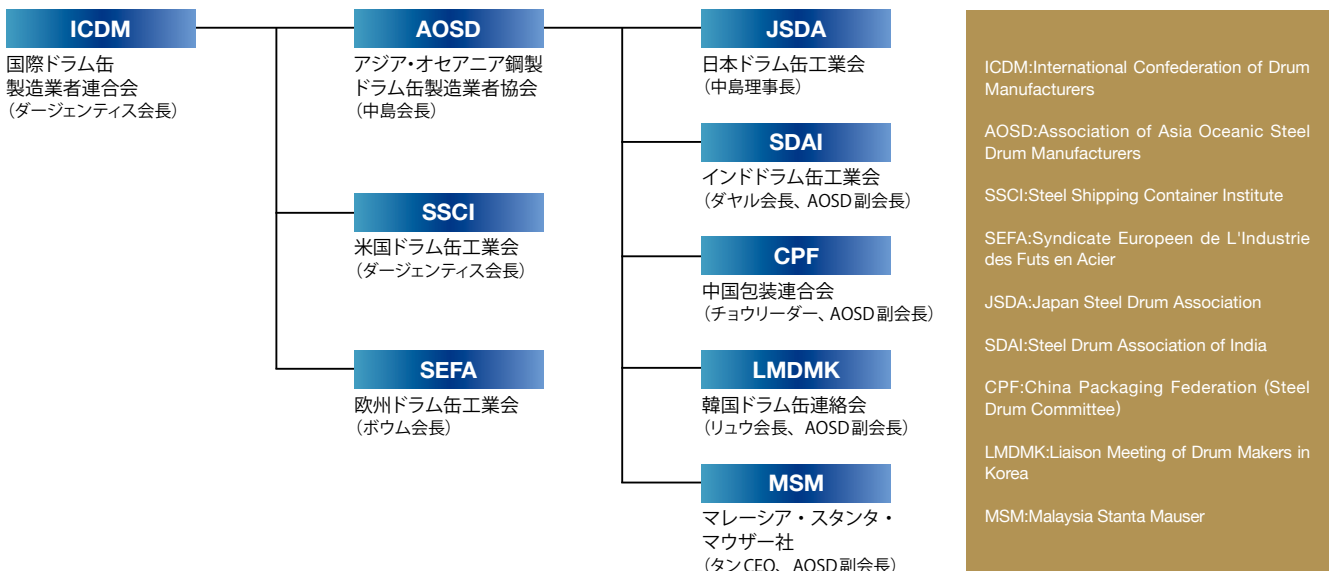 ICDM
国際ドラム缶
製造業者連合会
（ダージェンティス会長）
AOSD
アジア・オセアニア鋼製
ドラム缶製造業者協会
（中島会長）
SSCI
米国ドラム缶工業会
（ダージェンティス会長）
SEFA
欧州ドラム缶工業会
（ボウム会長）
JSDA
日本ドラム缶工業会
（中島理事長）
SDAI
インドドラム缶工業会
（ダヤル会長、AOSD副会長）
CPF
中国包装連合会
（チョウリーダー、AOSD副会長）
LMDMK
韓国ドラム缶連絡会
（リュウ会長、AOSD副会長）
MSM
マレーシア・スタンタ・
マウザー社
（タンCEO、AOSD副会長）
ICDM:International Confederation of Drum
Manufacturers
AOSD:Association of Asia Oceanic Steel
Drum Manufacturers
SSCI:Steel Shipping Container Institute
SEFA:Syndicate Europeen de L'Industrie
des Futs en Acier
JSDA:Japan Steel Drum Association
SDAI:Steel Drum Association of India
CPF:China Packaging Federation (Steel
Drum Committee)
LMDMK:Liaison Meeting of Drum Makers in
Korea
MSM:Malaysia Stanta Mauser